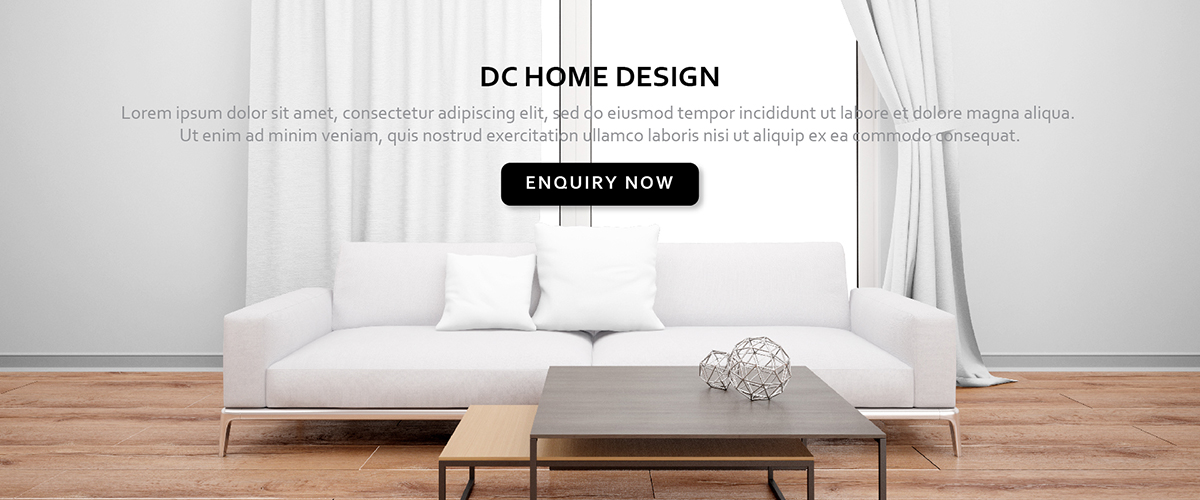 DC HOME DESIGN
Lorem ipsum dolor sit amet, consectetur adipiscing elit, sed do eiusmod tempor incididunt ut labore et dolore magna aliqua.
Ut enim ad minim veniam, quis nostrud exercitation ullamco laboris nisi ut aliquip ex ea commodo consequat.
ENQUIRY NOW